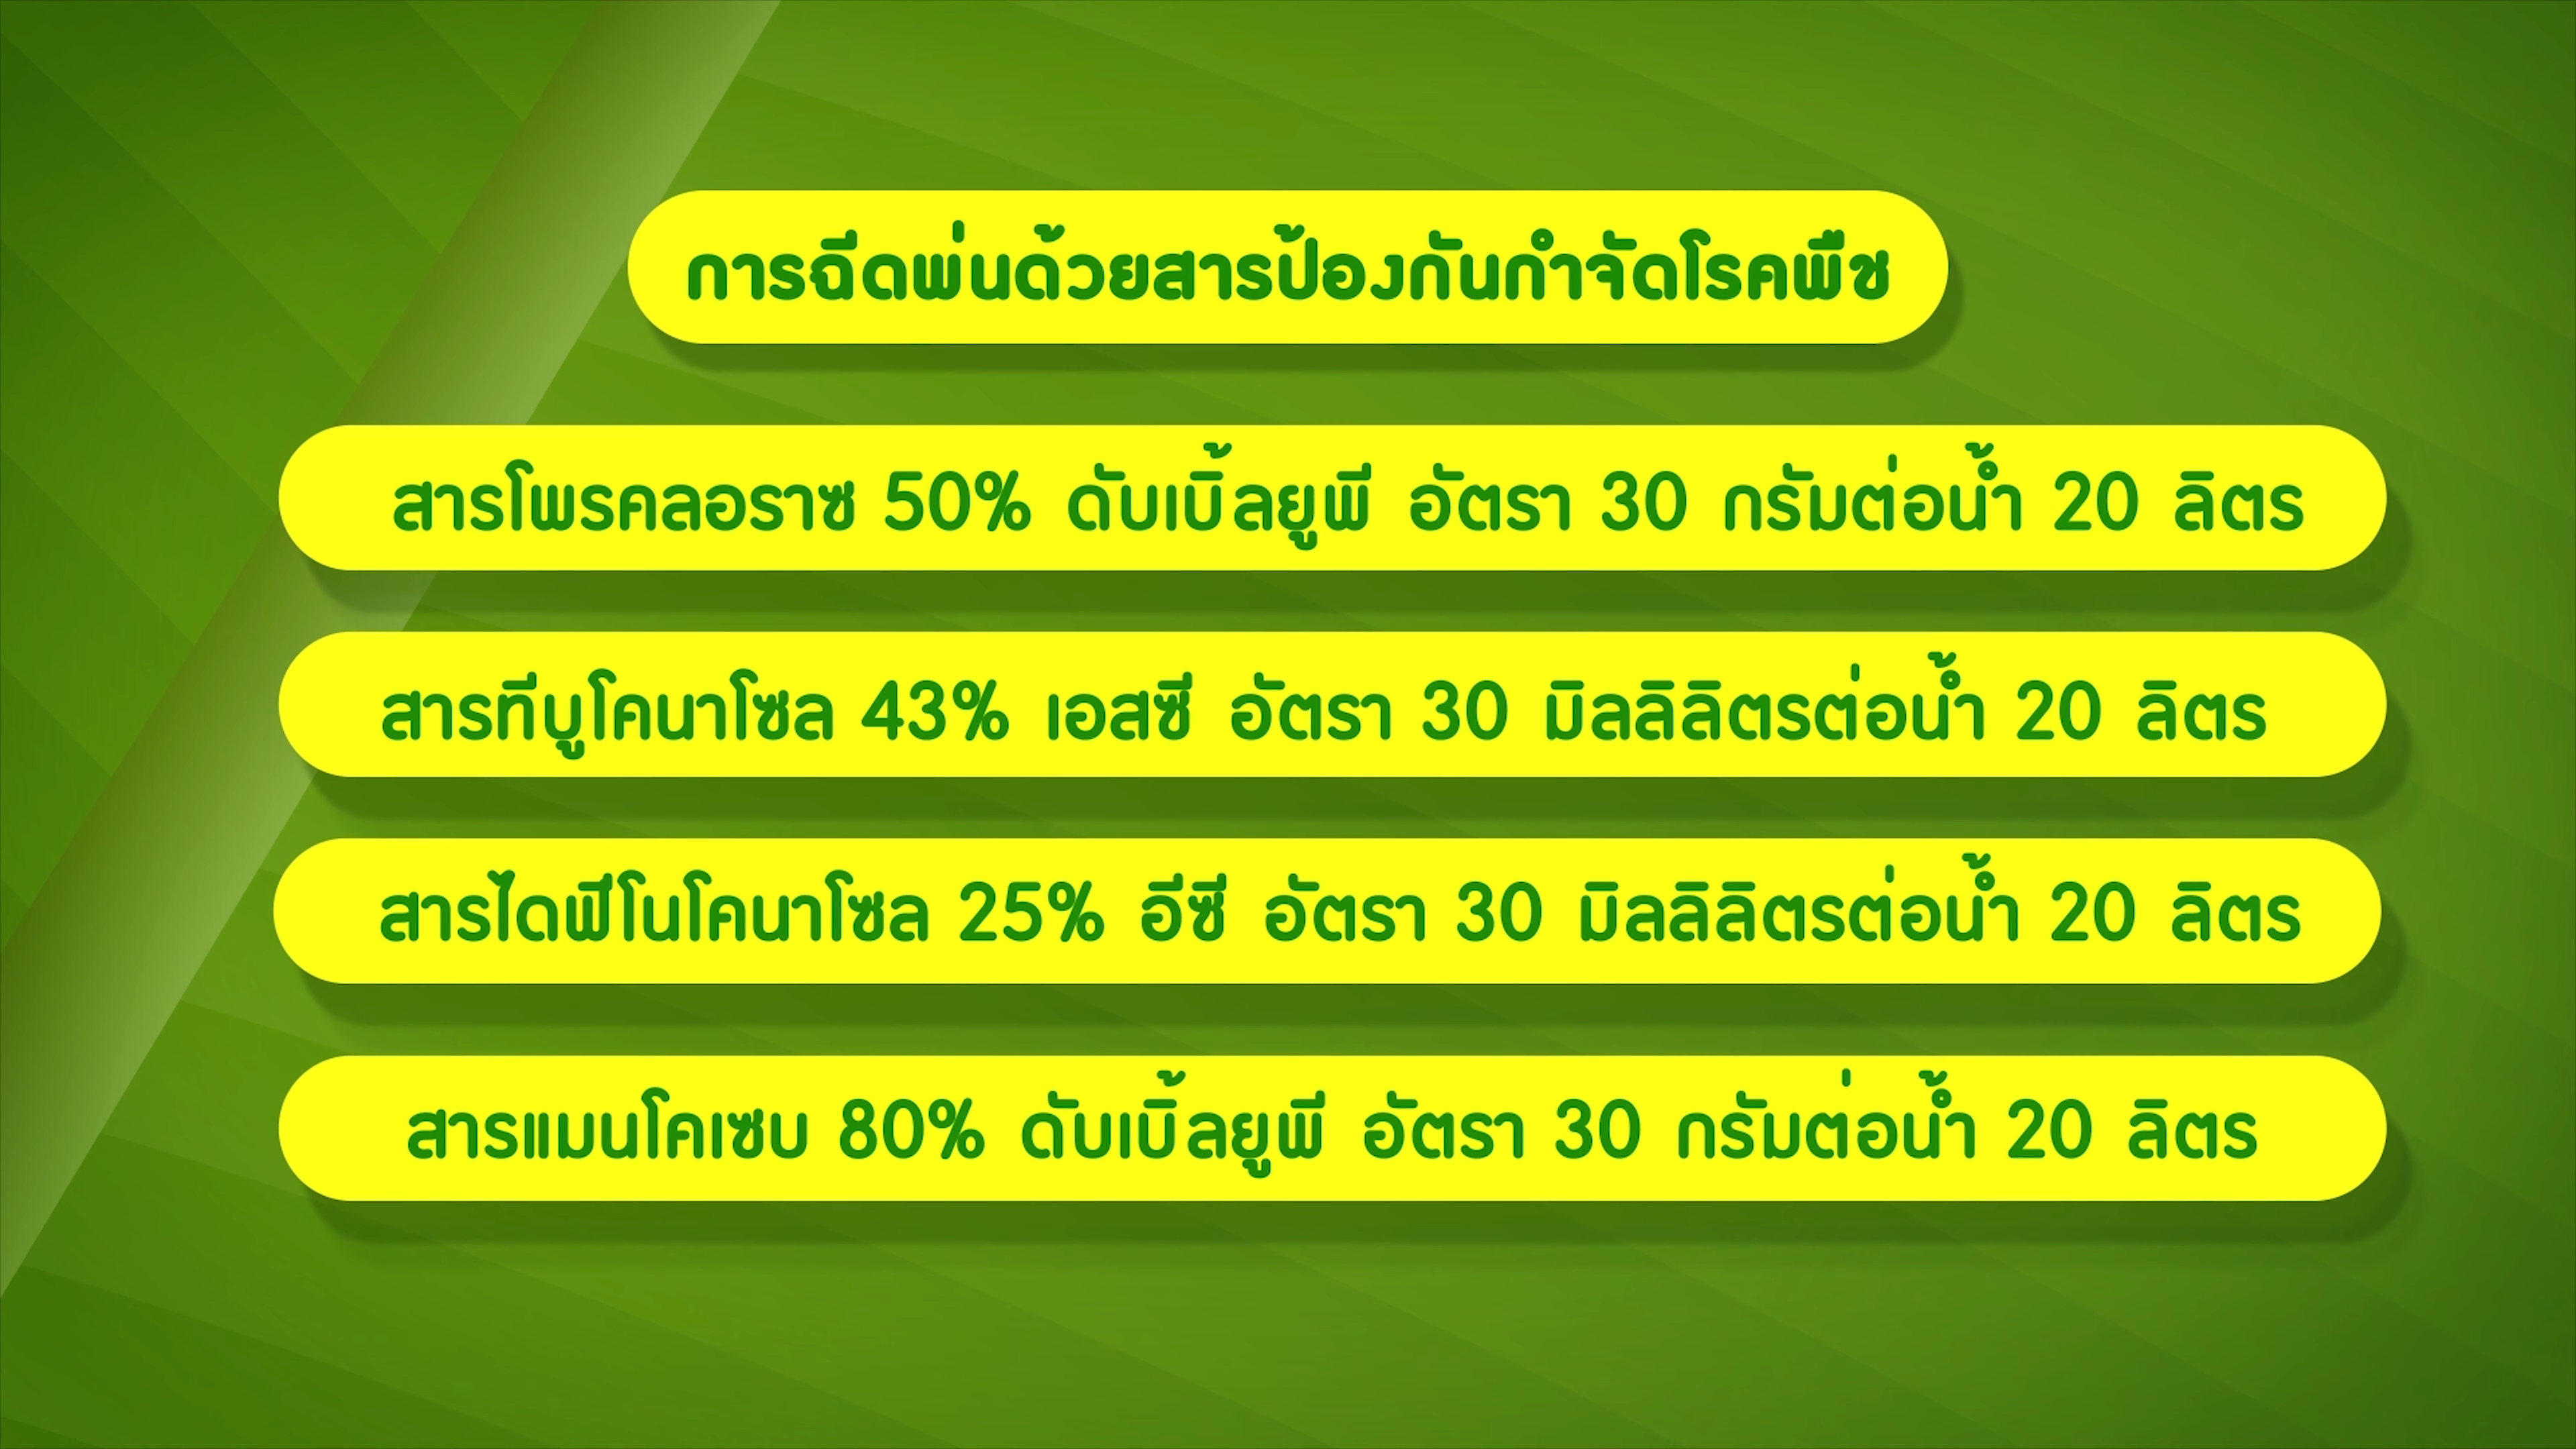 การฉีดพ่นด้วยสารป้องกันกำจัดโรคพืช
สารโพรคลอราซ 50% ดับเบิ้ลยูพี อัตรา 30 กรัมต่อน้ำ 20 ลิตร
สารทีบูโคนาโซล 43% เอสซี อัตรา 30 มิลลิลิตรต่อน้ำ 20 ลิตร
สารไดฟีโนโคนาโซล 25% อีซี อัตรา 30 มิลลิลิตรต่อน้ำ 20 ลิตร
สารแมนโคเซบ 80% ดับเบิ้ลยูพี อัตรา 30 กรัมต่อน้ำ 20 ลิตร